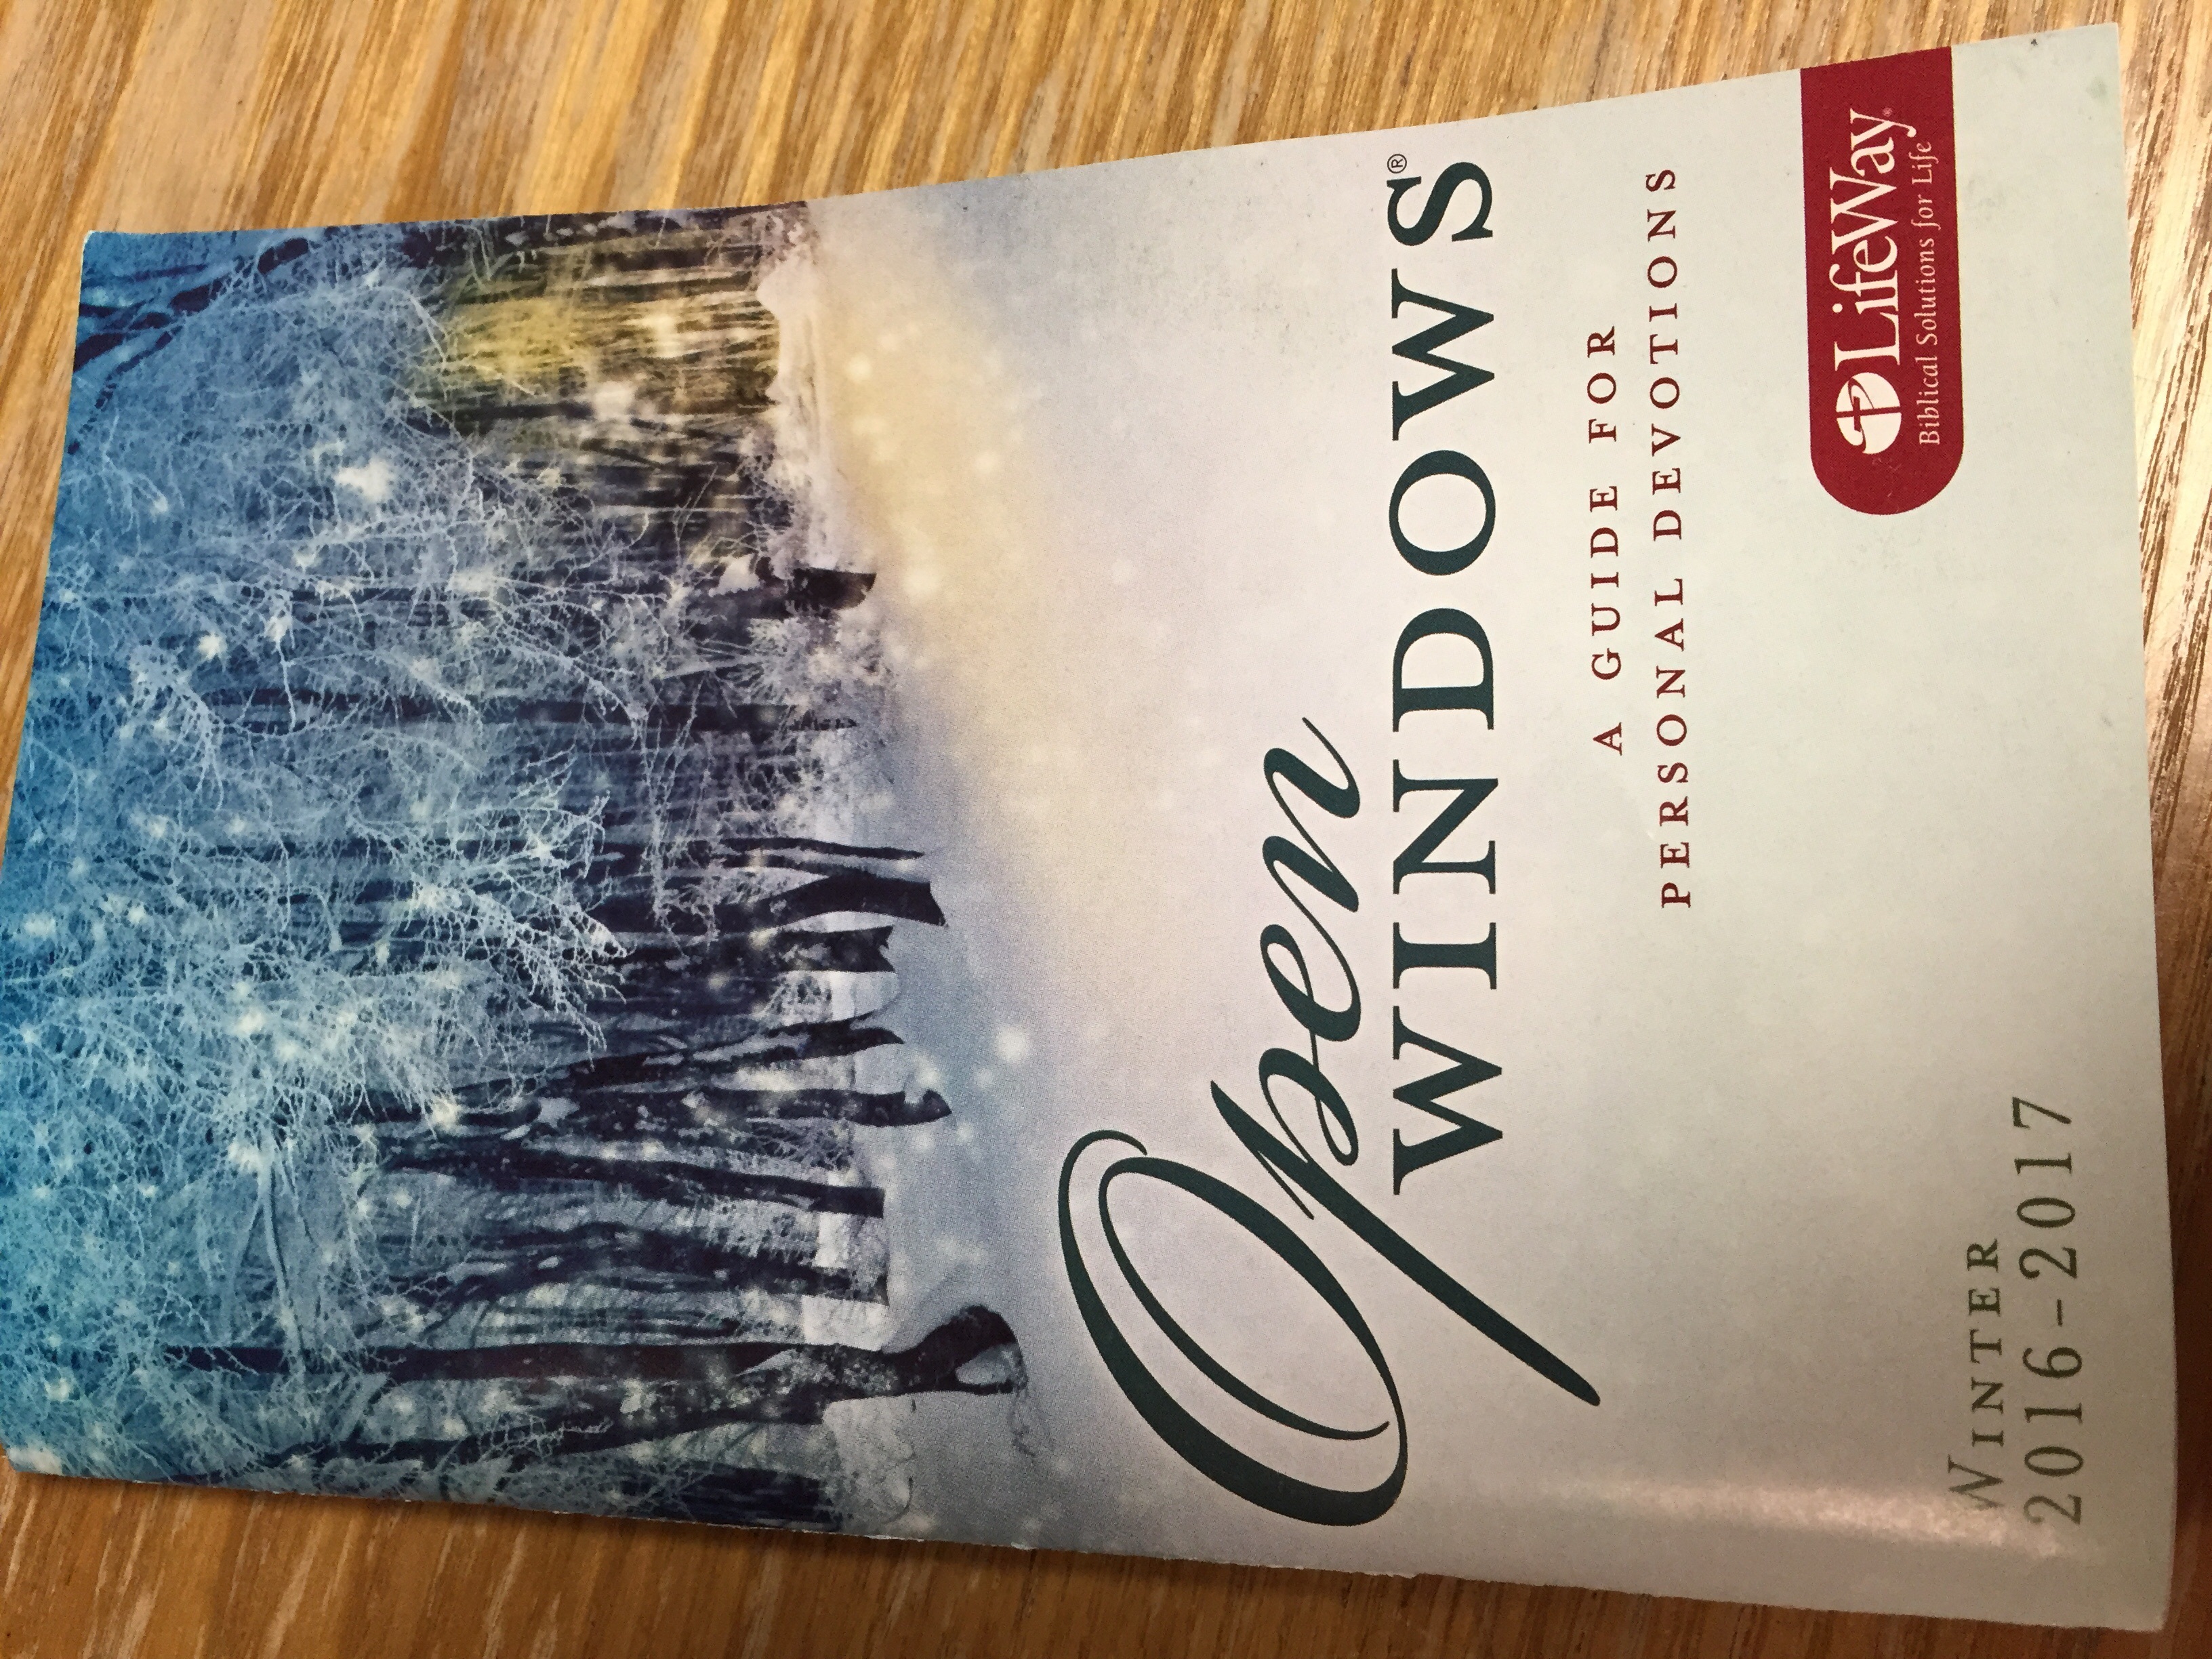 Open
WINDOWS®
A GUIDE FOR
PERSONAL DEVOTIONS
WINTER
2016–2017
LifeWay®
Biblical Solutions for Life